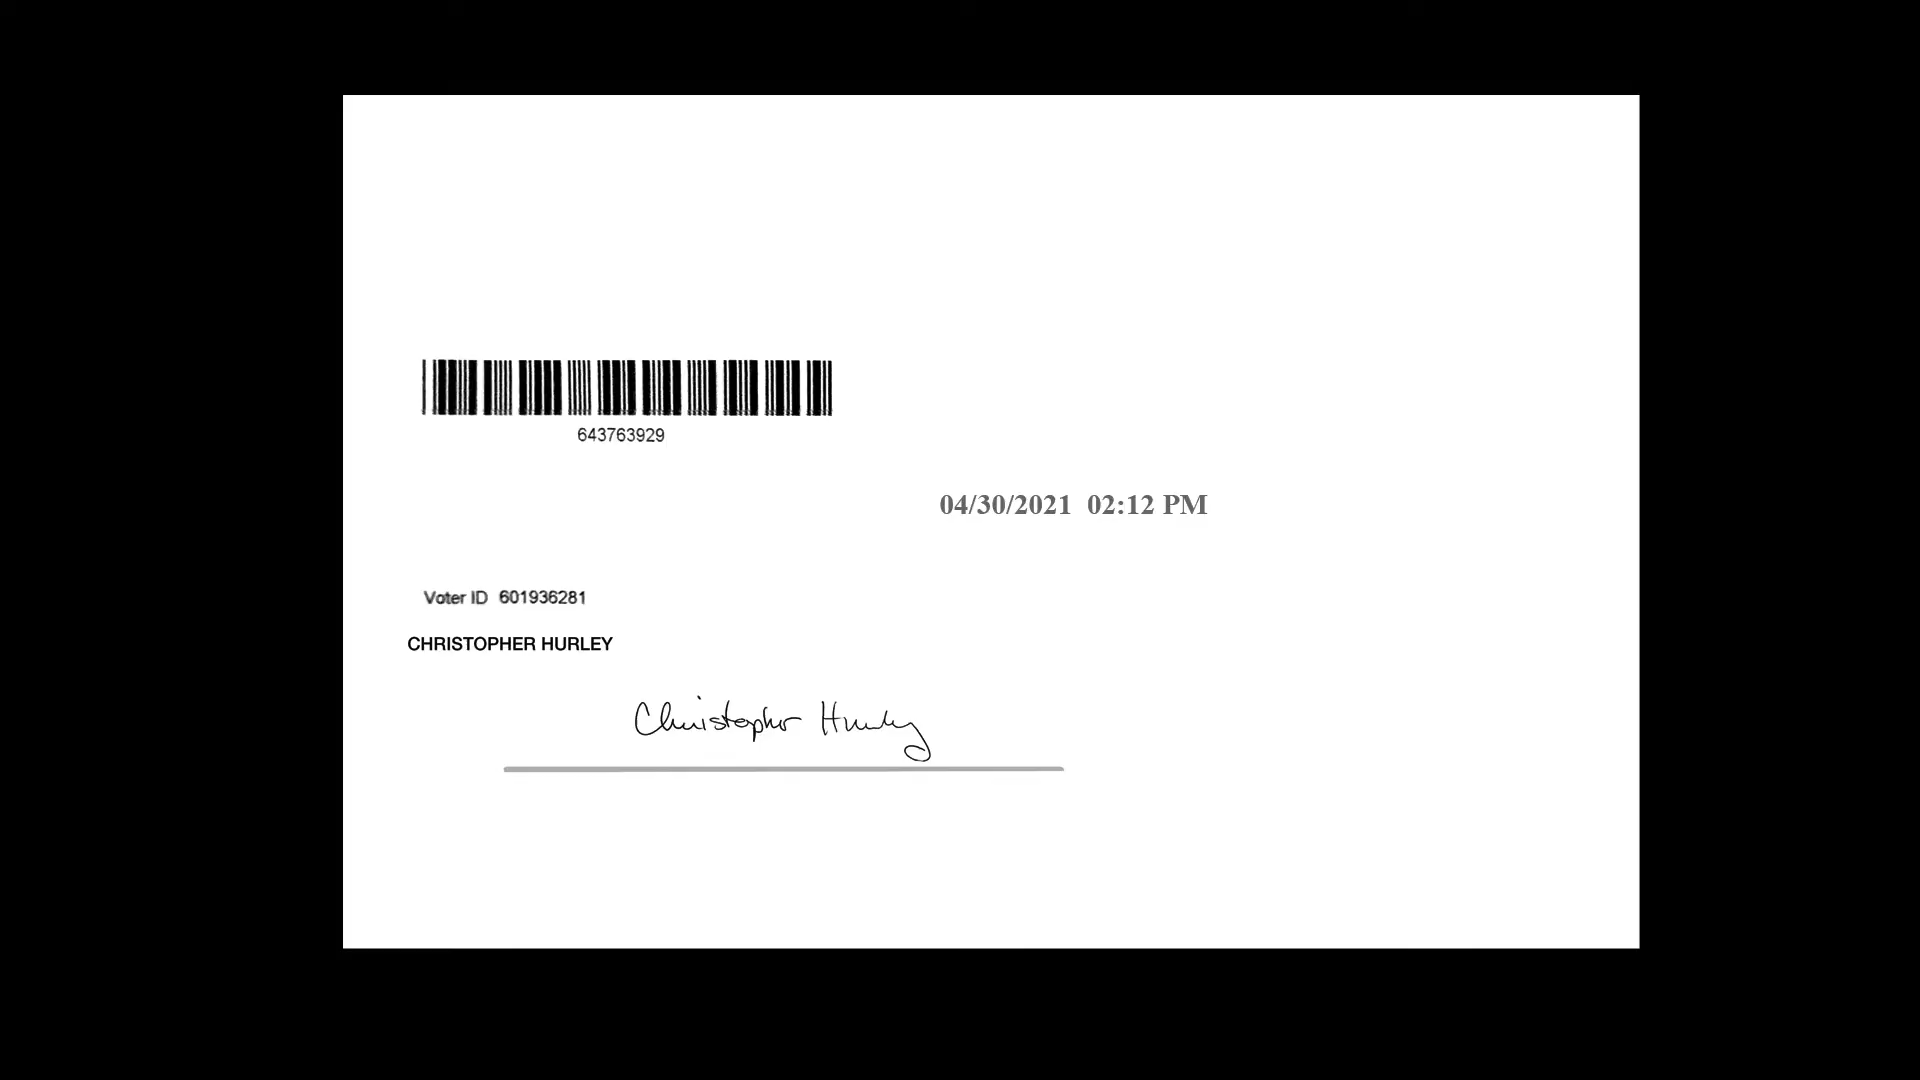 643763929
04/30/2021 02:12 PM
Voter ID 601936281
CHRISTOPHER HURLEY
Christopher Hurley